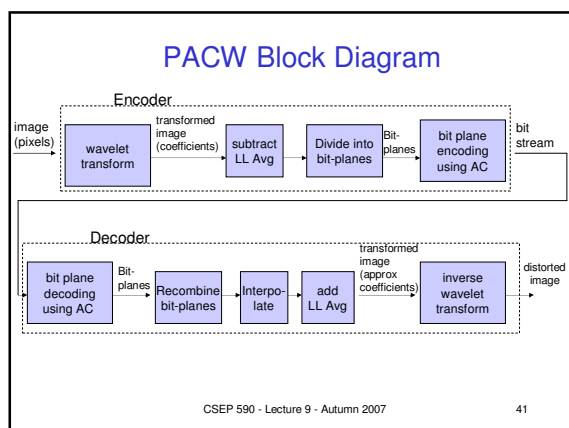 PACW Block Diagram
Encoder
image
(pixels)
wavelet
transform
transformed
image
(coefficients)
subtract
LL Avg
Divide into
bit-planes
Bit-
planes
bit plane
encoding
using AC
bit
stream
Decoder
bit plane
decoding
using AC
Bit-
planes
Recombine
bit-planes
Interpo-
late
add
LL Avg
transformed
image
(approx
coefficients)
inverse
wavelet
transform
distorted
image
CSEP 590 - Lecture 9 - Autumn 2007
41